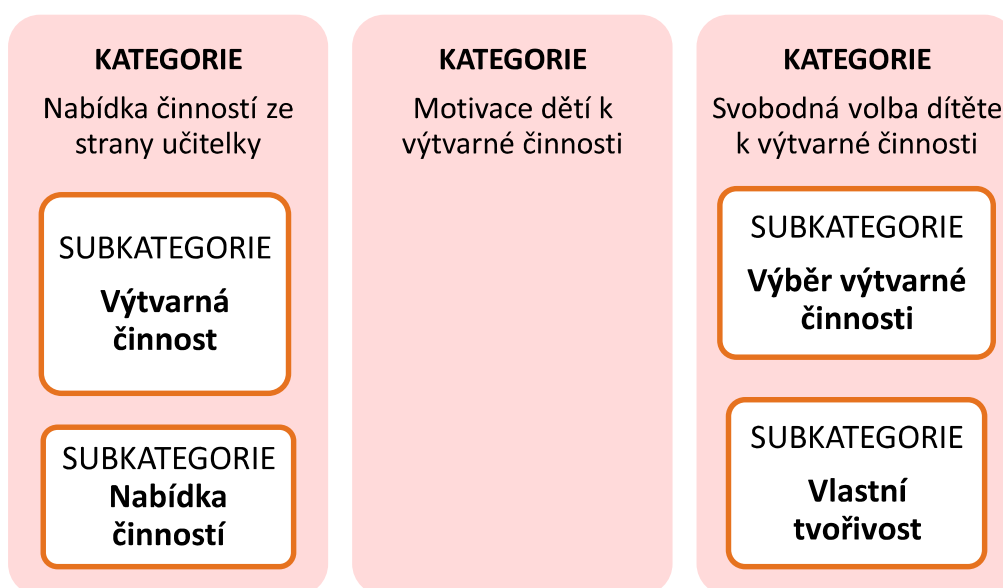 KATEGORIE
Nabídka činností ze
strany učitelky
SUBKATEGORIE
Výtvarná
činnost
SUBKATEGORIE
Nabídka
činností
KATEGORIE
Motivace dětí k
výtvarné činnosti
KATEGORIE
Svobodná volba dítěte
k výtvarné činnosti
SUBKATEGORIE
Výběr výtvarné
činnosti
SUBKATEGORIE
Vlastní
tvořivost